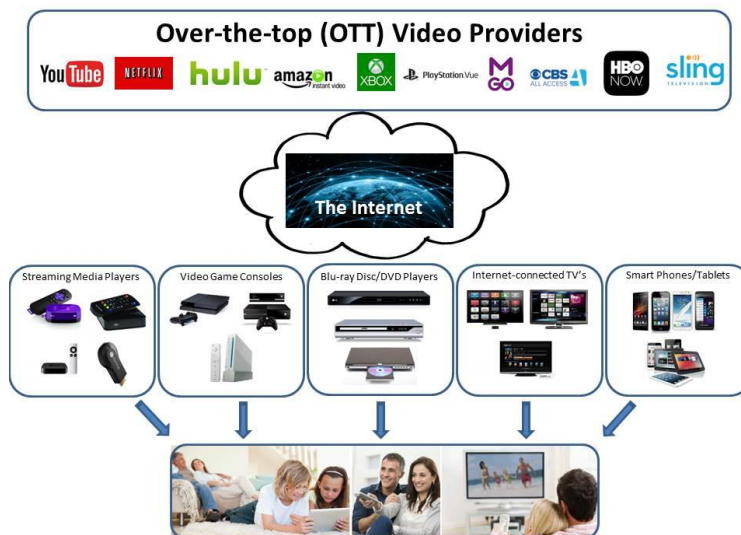 Over-the-top (OTT) Video Providers
YouTube NETFLIX hulu amazon instant video XBOX PlayStation Vue M GO CBS ALL ACCESS HBO NOW sling TELEVISION
The Internet
Streaming Media Players Video Game Consoles Blu-ray Disc/DVD Players Internet-connected TV's Smart Phones/Tablets